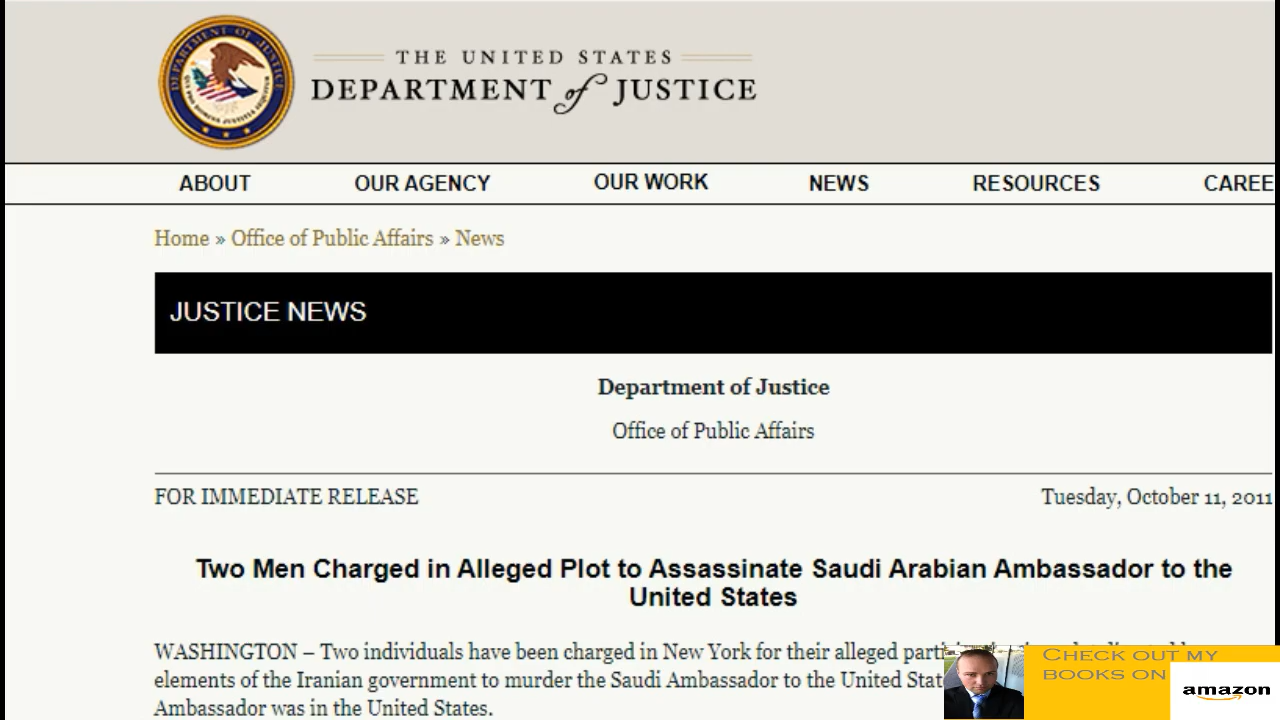 THE UNITED STATES
DEPARTMENT of JUSTICE
ABOUT OUR AGENCY OUR WORK NEWS RESOURCES CAREE
Home » Office of Public Affairs » News
JUSTICE NEWS
Department of Justice
Office of Public Affairs
FOR IMMEDIATE RELEASE Tuesday, October 11, 2011
Two Men Charged in Alleged Plot to Assassinate Saudi Arabian Ambassador to the
United States
WASHINGTON – Two individuals have been charged in New York for their alleged
elements of the Iranian government to murder the Saudi Ambassador to the United
Ambassador was in the United States.
CHECK OUT MY
BOOKS ON
amazon